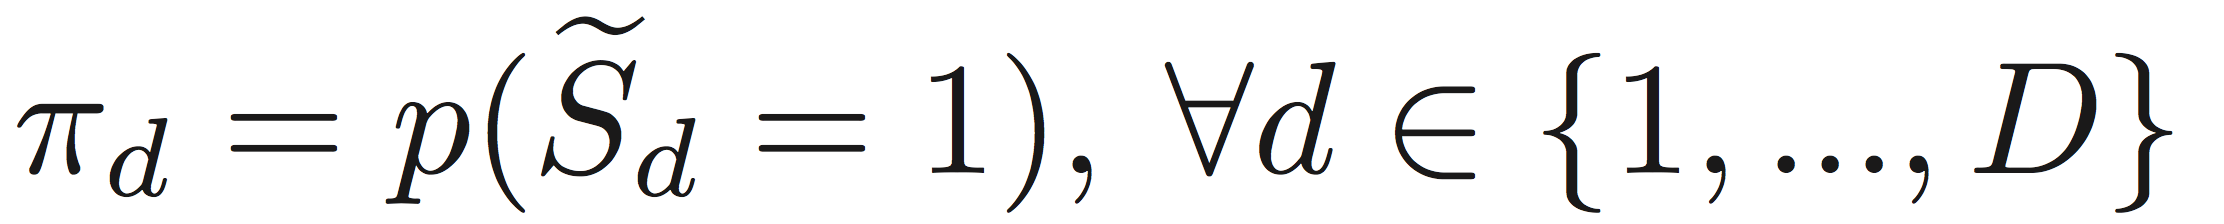 π_d = p(S̃_d = 1), ∀d ∈ {1, ..., D}